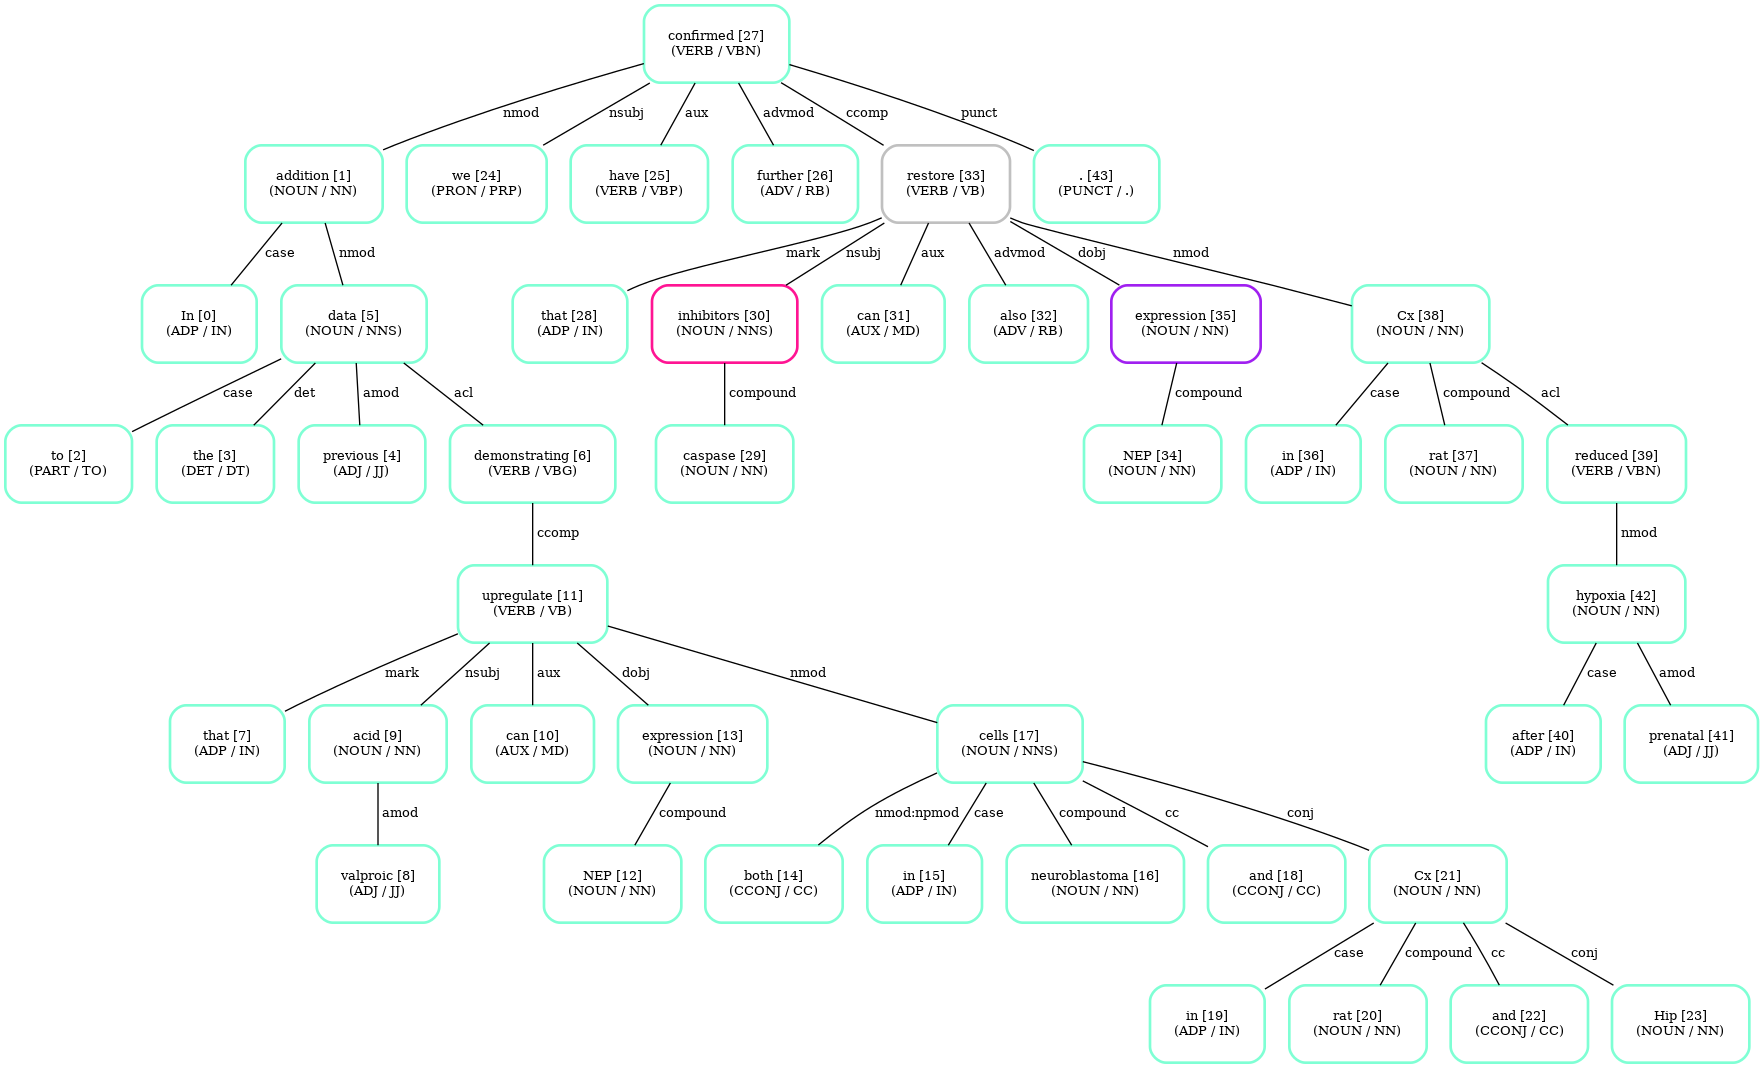 confirmed [27]
(VERB / VBN)
nmod
nsubj
aux
advmod
ccomp
punct
addition [1]
(NOUN / NN)
we [24]
(PRON / PRP)
have [25]
(VERB / VBP)
further [26]
(ADV / RB)
restore [33]
(VERB / VB)
. [43]
(PUNCT / .)
case
nmod
mark
nsubj
aux
advmod
dobj
nmod
In [0]
(ADP / IN)
data [5]
(NOUN / NNS)
that [28]
(ADP / IN)
inhibitors [30]
(NOUN / NNS)
can [31]
(AUX / MD)
also [32]
(ADV / RB)
expression [35]
(NOUN / NN)
Cx [38]
(NOUN / NN)
case
det
amod
acl
compound
compound
case
compound
acl
to [2]
(PART / TO)
the [3]
(DET / DT)
previous [4]
(ADJ / JJ)
demonstrating [6]
(VERB / VBG)
caspase [29]
(NOUN / NN)
NEP [34]
(NOUN / NN)
in [36]
(ADP / IN)
rat [37]
(NOUN / NN)
reduced [39]
(VERB / VBN)
ccomp
nmod
upregulate [11]
(VERB / VB)
hypoxia [42]
(NOUN / NN)
mark
nsubj
aux
dobj
nmod
case
amod
that [7]
(ADP / IN)
acid [9]
(NOUN / NN)
can [10]
(AUX / MD)
expression [13]
(NOUN / NN)
cells [17]
(NOUN / NNS)
after [40]
(ADP / IN)
prenatal [41]
(ADJ / JJ)
amod
compound
nmod:npmod
case
compound
cc
conj
valproic [8]
(ADJ / JJ)
NEP [12]
(NOUN / NN)
both [14]
(CCONJ / CC)
in [15]
(ADP / IN)
neuroblastoma [16]
(NOUN / NN)
and [18]
(CCONJ / CC)
Cx [21]
(NOUN / NN)
case
compound
cc
conj
in [19]
(ADP / IN)
rat [20]
(NOUN / NN)
and [22]
(CCONJ / CC)
Hip [23]
(NOUN / NN)